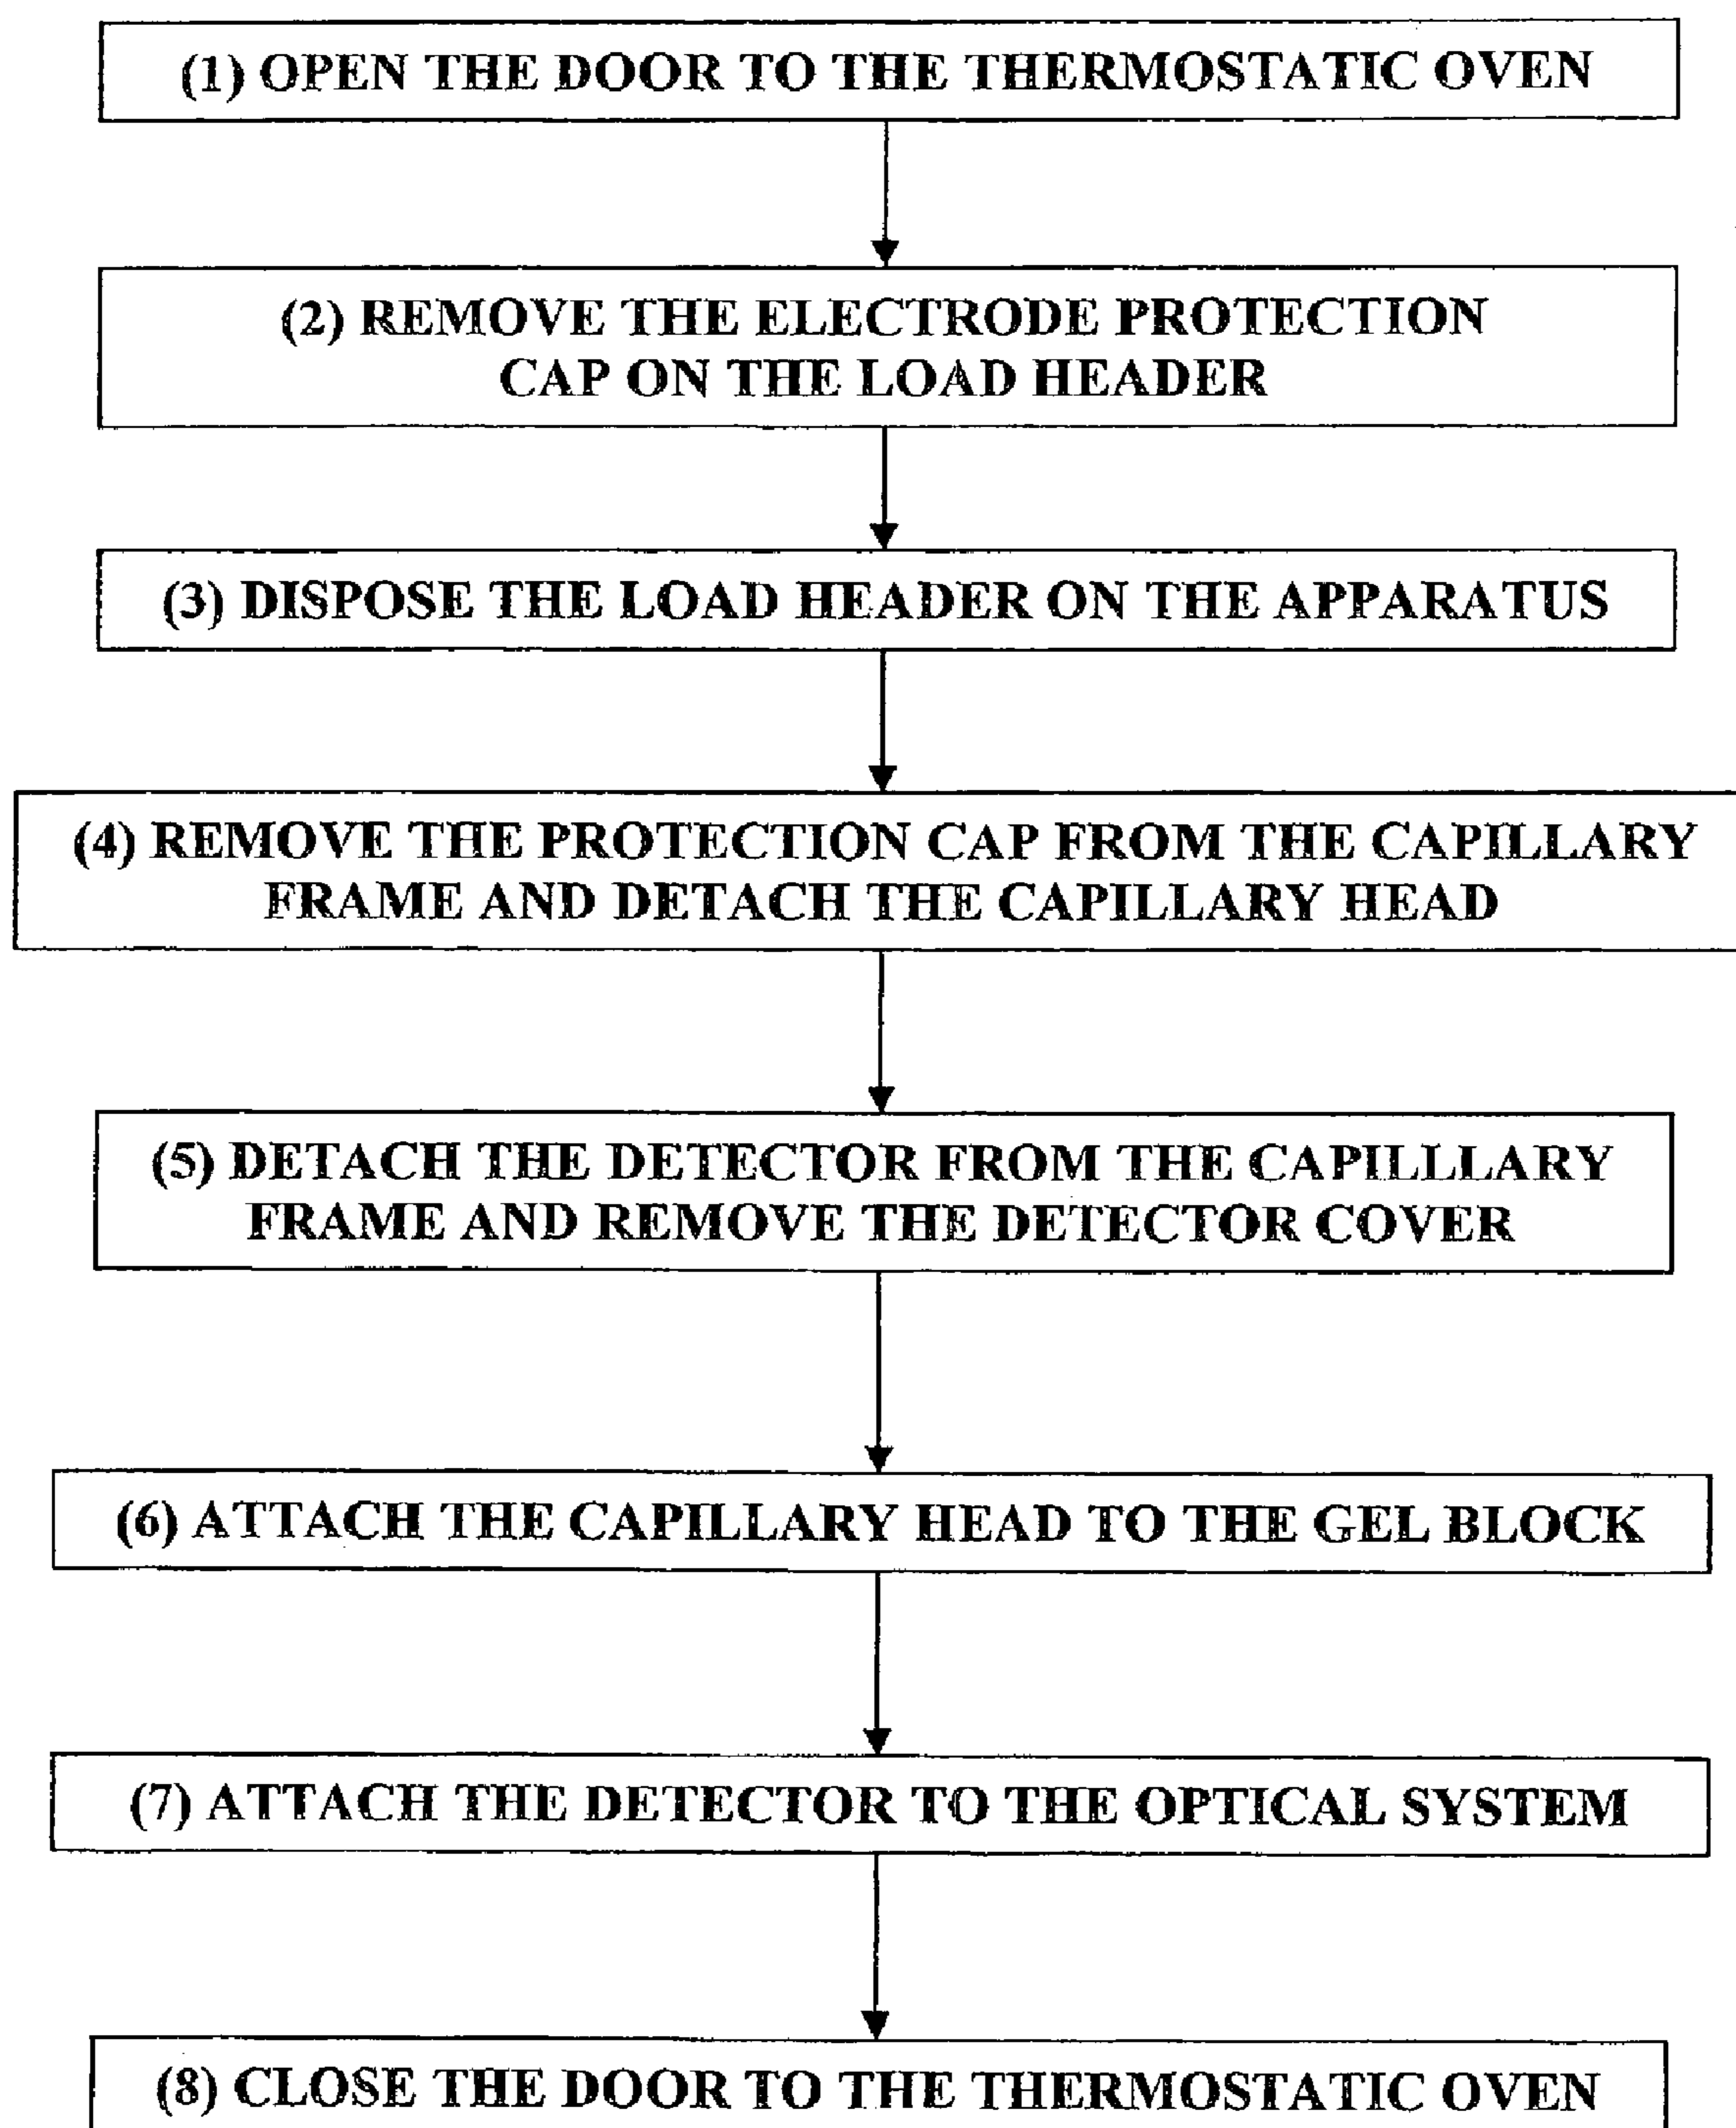 (1) OPEN THE DOOR TO THE THERMOSTATIC OVEN
(2) REMOVE THE ELECTRODE PROTECTION
CAP ON THE LOAD HEADER
(3) DISPOSE THE LOAD HEADER ON THE APPARATUS
(4) REMOVE THE PROTECTION CAP FROM THE CAPILLARY
FRAME AND DETACH THE CAPILLARY HEAD
(5) DETACH THE DETECTOR FROM THE CAPILLLARY
FRAME AND REMOVE THE DETECTOR COVER
(6) ATTACH THE CAPILLARY HEAD TO THE GEL BLOCK
(7) ATTACH THE DETECTOR TO THE OPTICAL SYSTEM
(8) CLOSE THE DOOR TO THE THERMOSTATIC OVEN